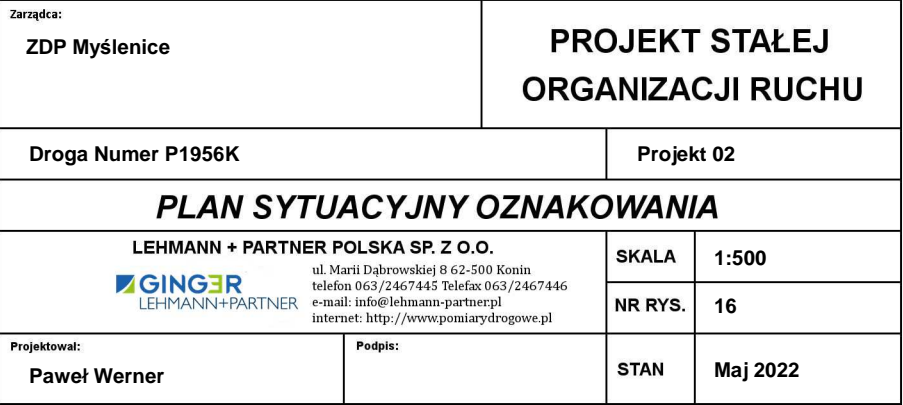 Zarządca:
ZDP Myślenice
PROJEKT STAŁEJ
ORGANIZACJI RUCHU
Droga Numer P1956K
Projekt 02
PLAN SYTUACYJNY OZNAKOWANIA
LEHMANN + PARTNER POLSKA SP. Z O.O.
GINGER
LEHMANN+PARTNER
ul. Marii Dąbrowskiej 8 62-500 Konin
telefon 063/2467445 Telefax 063/2467446
e-mail: info@lehmann-partner.pl
internet: http://www.pomiarydrogowe.pl
SKALA 1:500
NR RYS. 16
Projektował:
Paweł Werner
Podpis:
STAN Maj 2022